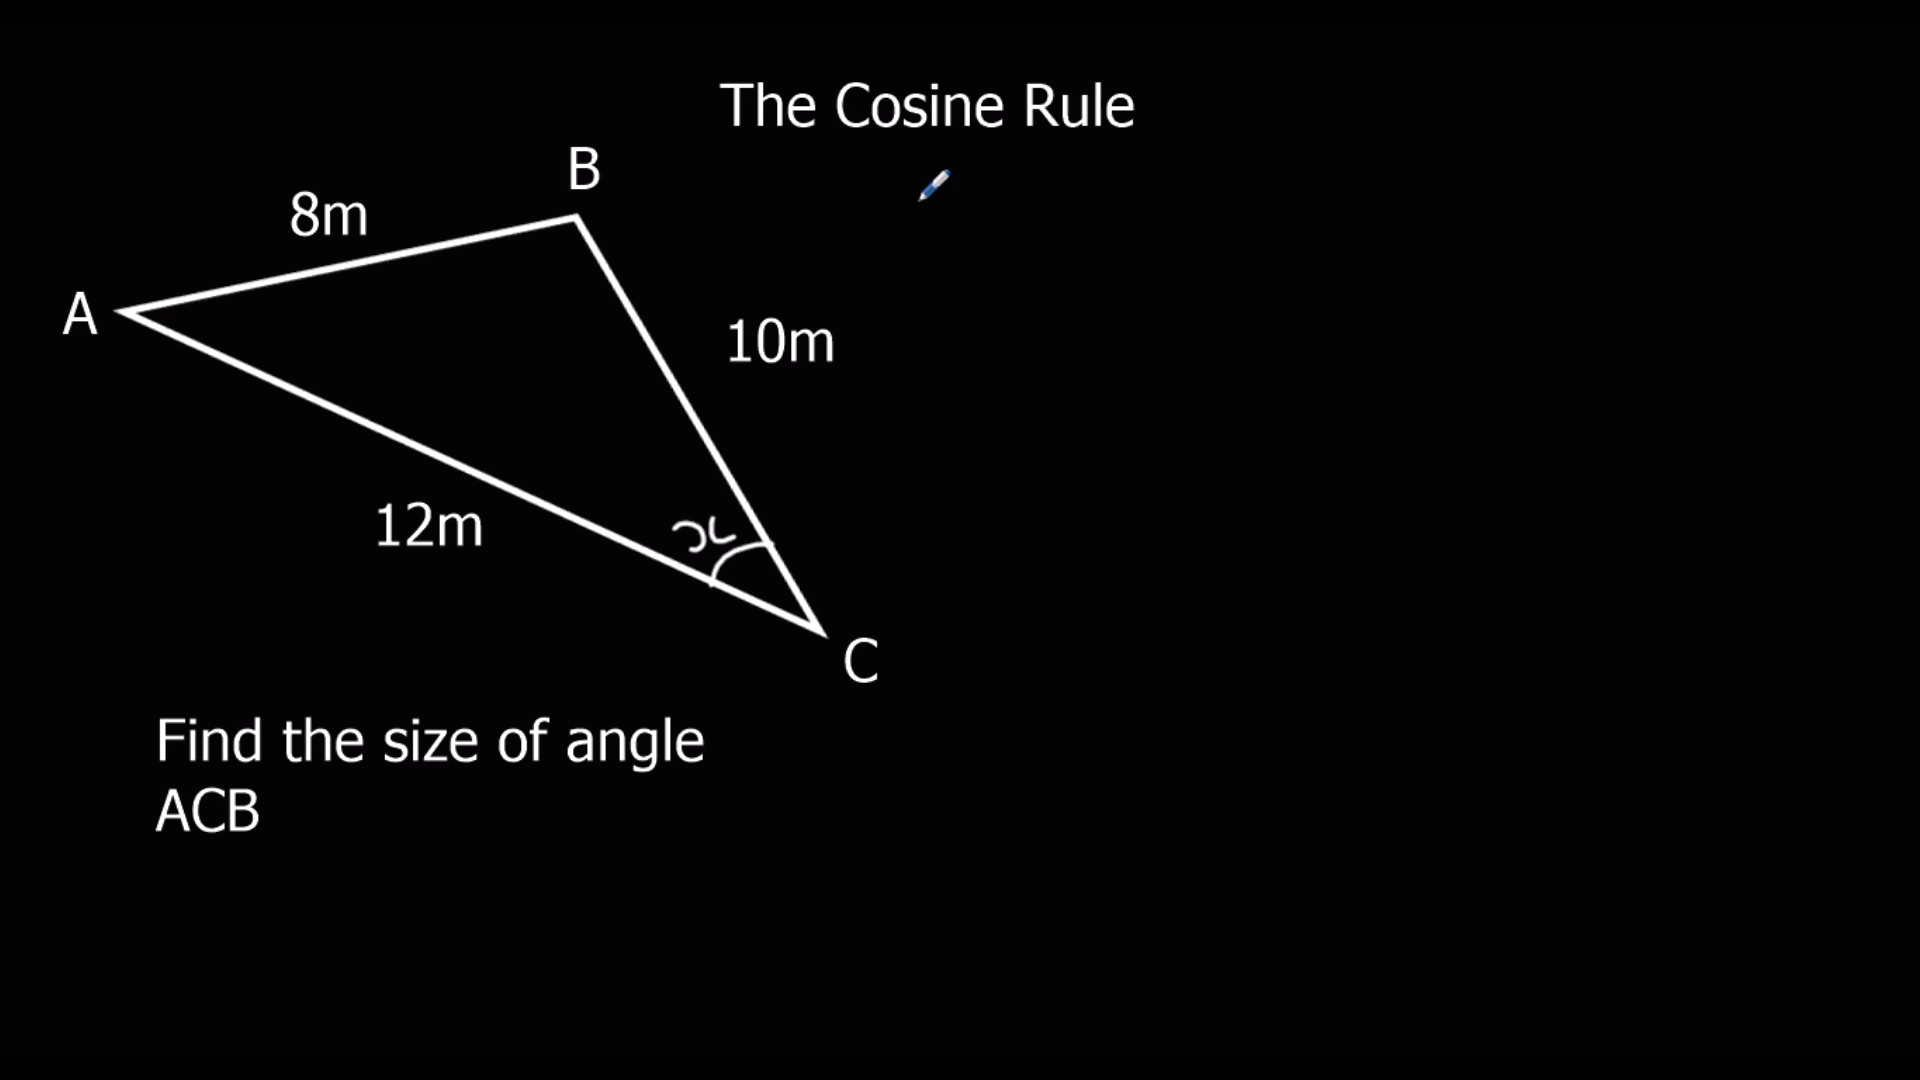 The Cosine Rule
B
8m
A
10m
12m
x
C
Find the size of angle
ACB